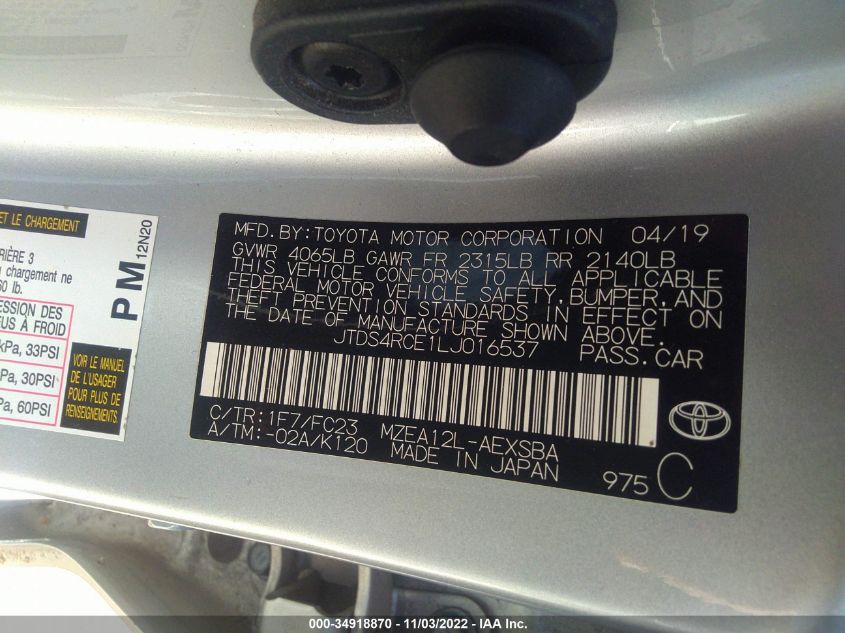 ET LE CHARGEMENT
RIÈRE 3
u chargement ne
60 lb.
ESSION DES
EUS À FROID
kPa, 33PSI
Pa, 30PSI
Pa, 60PSI
VOIR LE MANUEL
DE L'USAGER
POUR PLUS DE
RENSEIGNEMENTS
PM
12N20
MFD. BY: TOYOTA MOTOR CORPORATION 04/19
GVWR 4065LB GAWR FR 2315LB RR 2140LB
THIS VEHICLE CONFORMS TO ALL APPLICABLE
FEDERAL MOTOR VEHICLE SAFETY, BUMPER, AND
THEFT PREVENTION STANDARDS IN EFFECT ON
THE DATE OF MANUFACTURE SHOWN ABOVE.
JTDS4RCE1LJ016537 PASS. CAR
C/TR: 1F7/FC23 MZEA12L-AEXSBA
A/TM: -02A/K120 MADE IN JAPAN
975 C
000-34918870 - 11/03/2022 - IAA Inc.